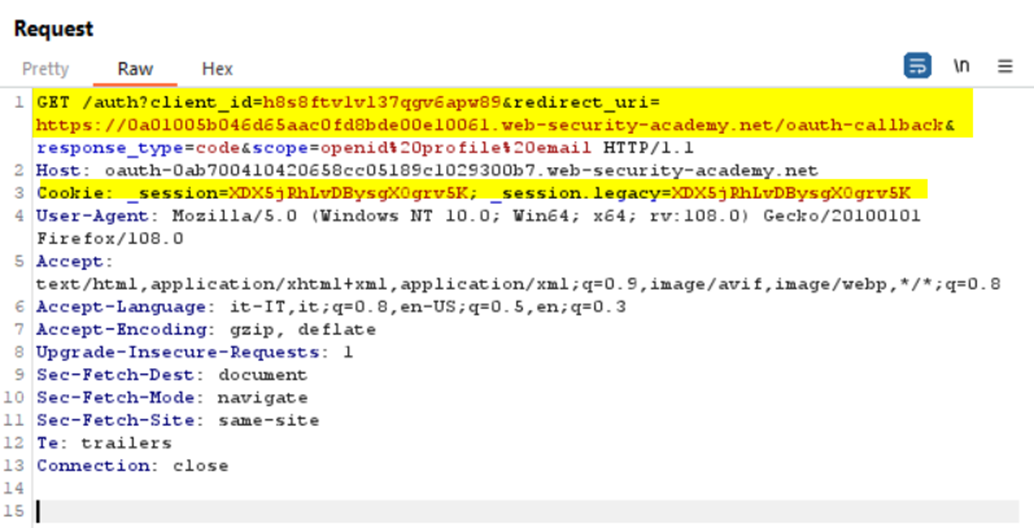 Request
Pretty Raw Hex
\n
1 GET /auth?client_id=h8s8ftv1vl37qgv6apw89&redirect_uri=
https://0a01005b046d65aac0fd8bde00e10061.web-security-academy.net/oauth-callback&
response_type=code&scope=openid%20profile%20email HTTP/1.1
2 Host: oauth-0ab700410420658cc05189c1029300b7.web-security-academy.net
3 Cookie: _session=XDX5jRhLvDBysgX0grv5K; _session.legacy=XDX5jRhLvDBysgX0grv5K
4 User-Agent: Mozilla/5.0 (Windows NT 10.0; Win64; x64; rv:108.0) Gecko/20100101
Firefox/108.0
5 Accept:
text/html,application/xhtml+xml,application/xml;q=0.9,image/avif,image/webp,*/*;q=0.8
6 Accept-Language: it-IT,it;q=0.8,en-US;q=0.5,en;q=0.3
7 Accept-Encoding: gzip, deflate
8 Upgrade-Insecure-Requests: 1
9 Sec-Fetch-Dest: document
10 Sec-Fetch-Mode: navigate
11 Sec-Fetch-Site: same-site
12 Te: trailers
13 Connection: close
14
15